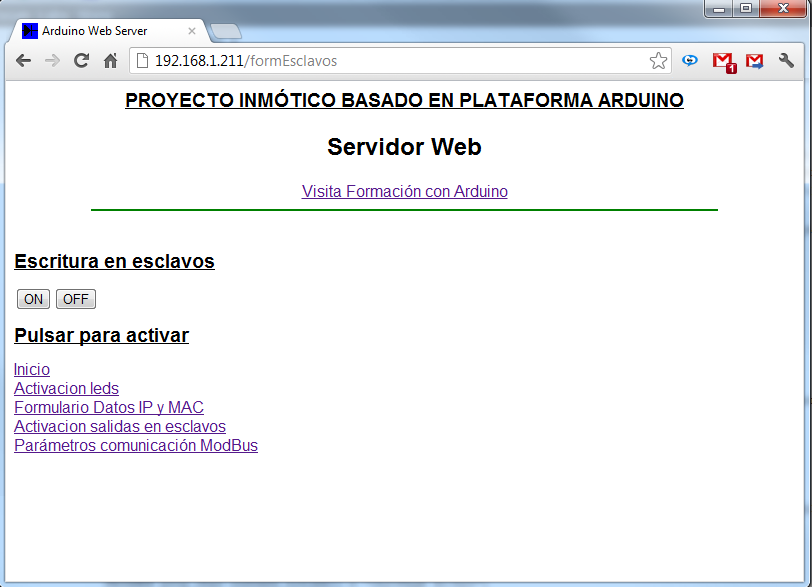 Arduino Web Server
192.168.1.211/formEsclavos
1
PROYECTO INMÓTICO BASADO EN PLATAFORMA ARDUINO
Servidor Web
Visita Formación con Arduino
Escritura en esclavos
ON OFF
Pulsar para activar
Inicio
Activacion leds
Formulario Datos IP y MAC
Activacion salidas en esclavos
Parámetros comunicación ModBus